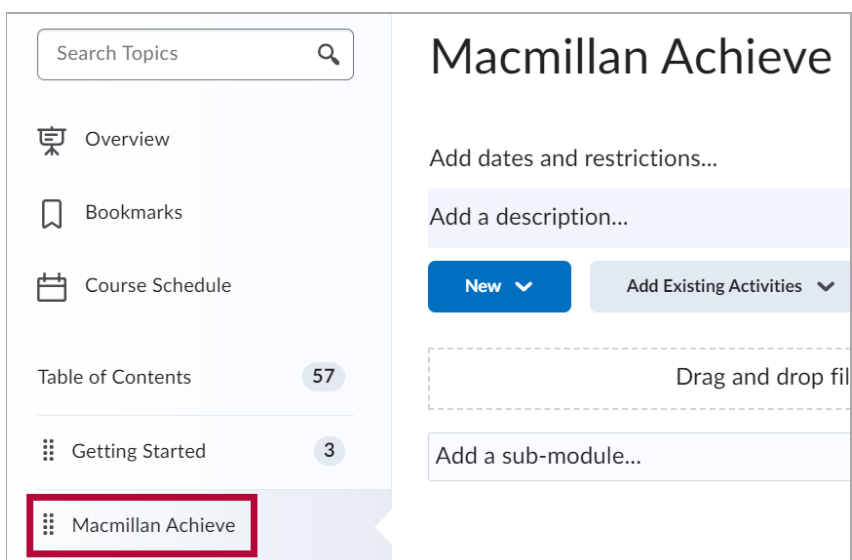 Search Topics
Overview
Bookmarks
Course Schedule
Table of Contents 57
Getting Started 3
Macmillan Achieve
Macmillan Achieve
Add dates and restrictions...
Add a description...
New Add Existing Activities
Drag and drop fil
Add a sub-module...